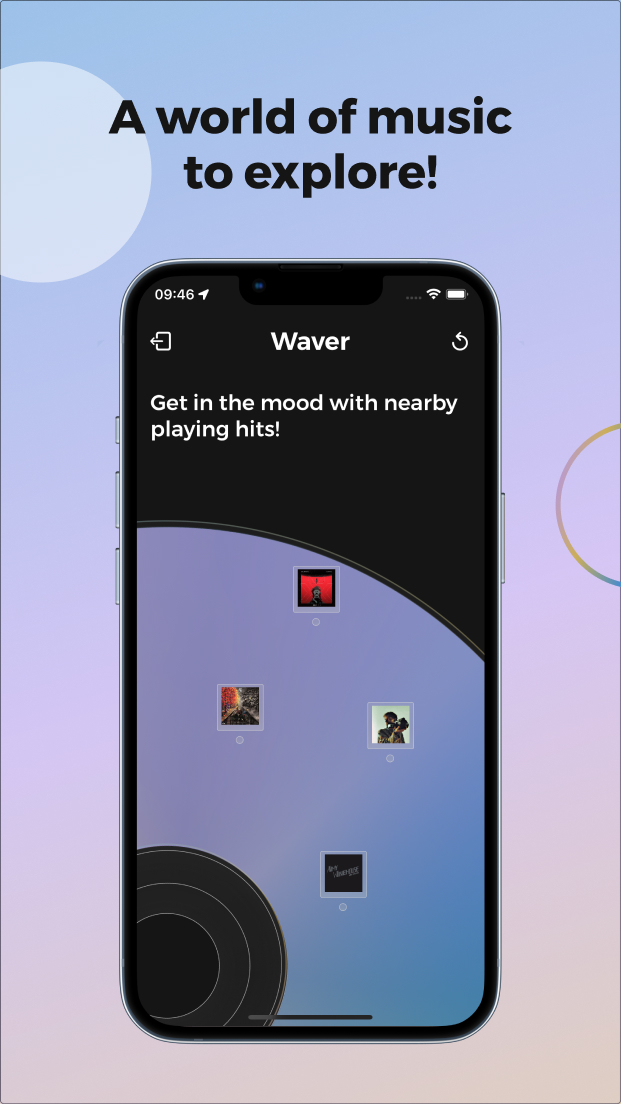 A world of music
to explore!
09:46
Waver
Get in the mood with nearby
playing hits!